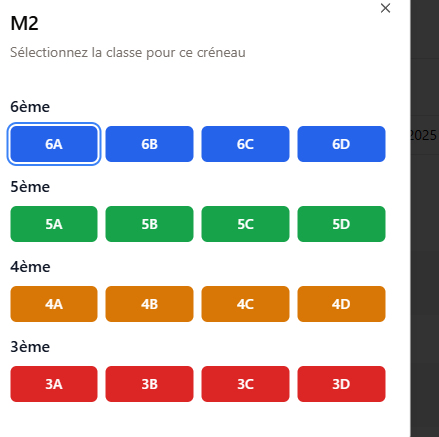 M2
Sélectionnez la classe pour ce créneau
6ème
6A 6B 6C 6D
5ème
5A 5B 5C 5D
4ème
4A 4B 4C 4D
3ème
3A 3B 3C 3D
2025